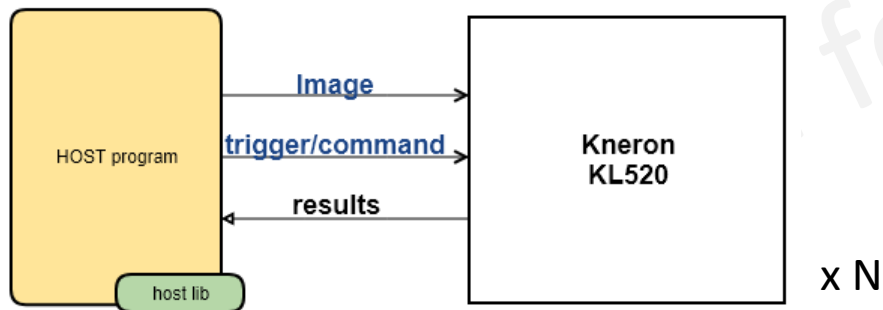 Image
trigger/command
results
HOST program
host lib
Kneron
KL520
x N